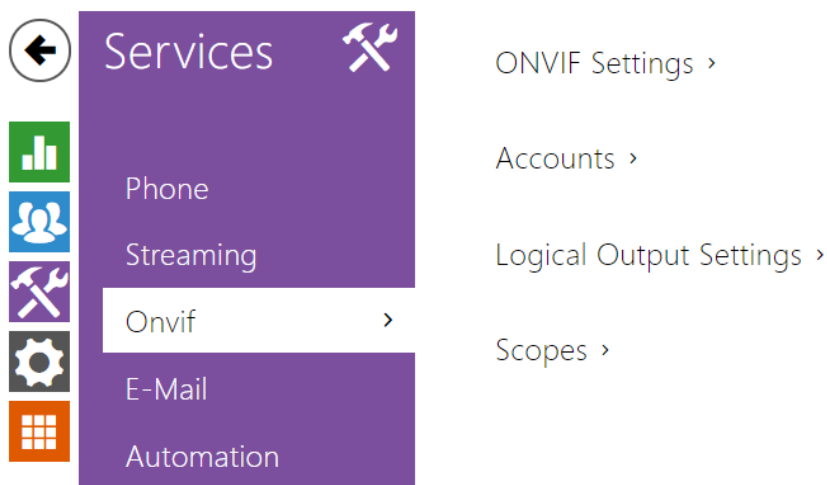 Services
Phone
Streaming
Onvif
E-Mail
Automation
ONVIF Settings
Accounts
Logical Output Settings
Scopes